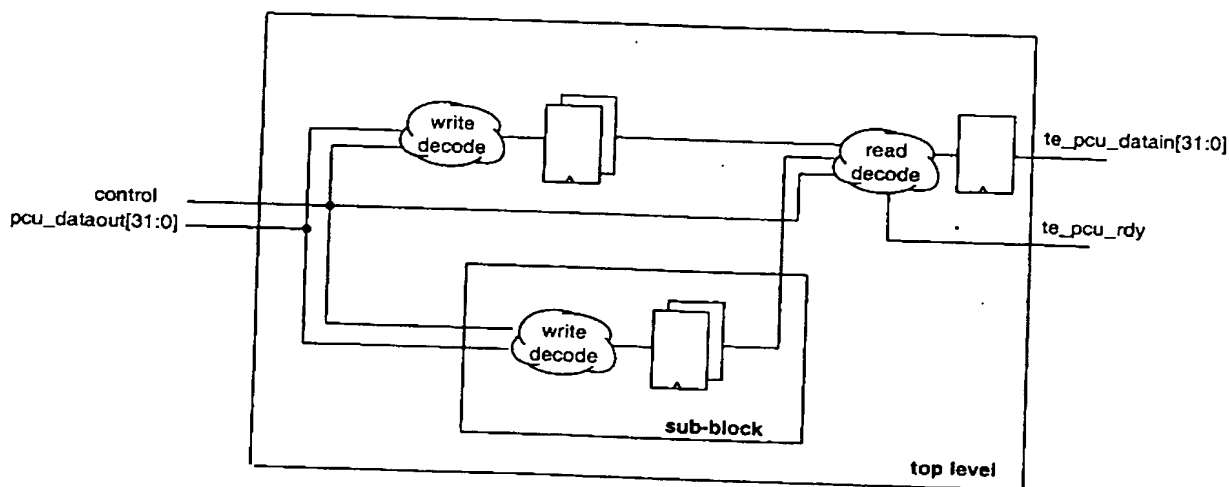 write
decode
read
decode
te_pcu_datain[31:0]
control
pcu_dataout[31:0]
te_pcu_rdy
write
decode
sub-block
top level